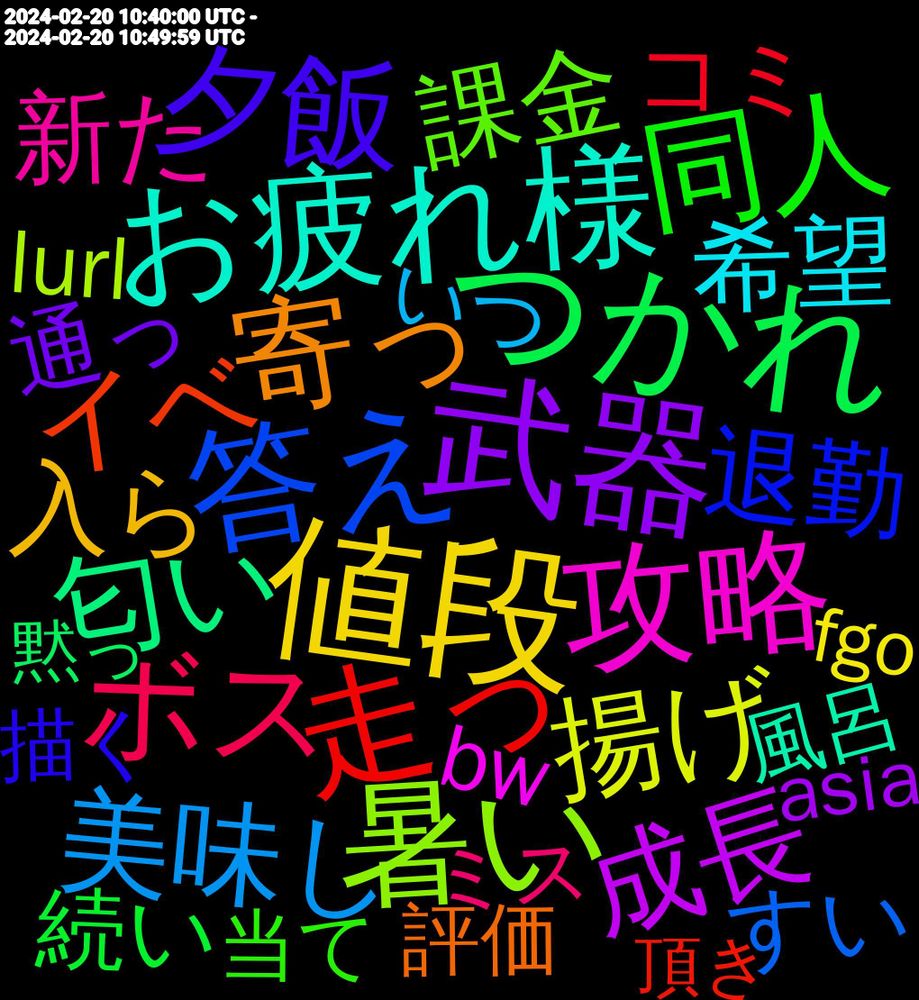 2024-02-20 10:40:00 UTC -
2024-02-20 10:49:59 UTC
夕飯
課金
コミ
新た
同人
お疲れ様
希望
lurl
いっ
つかれ
通っ
寄っ
イベ
武器
答え
退勤
入ら
値段
攻略
匂い
fgo
黙っ
ボス
走っ
揚げ
風呂
描く
bw
asia
美味し
暑い
ミス
成長
すい
続い
当て
評価
頂き